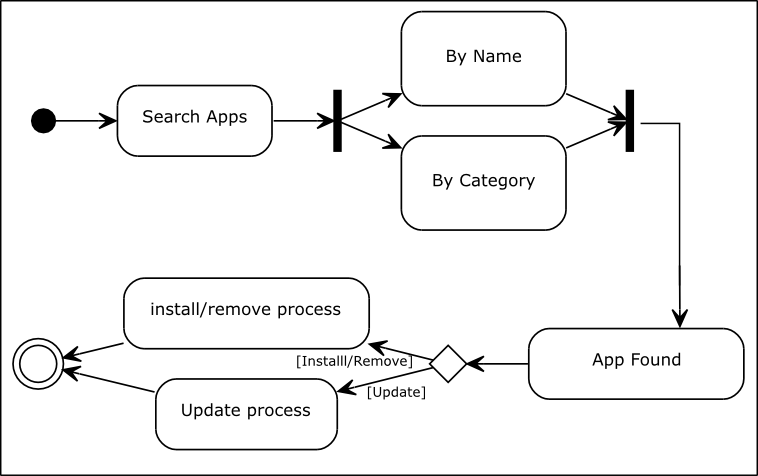 By Name
Search Apps
By Category
install/remove process
[Installl/Remove]
App Found
[Update]
Update process